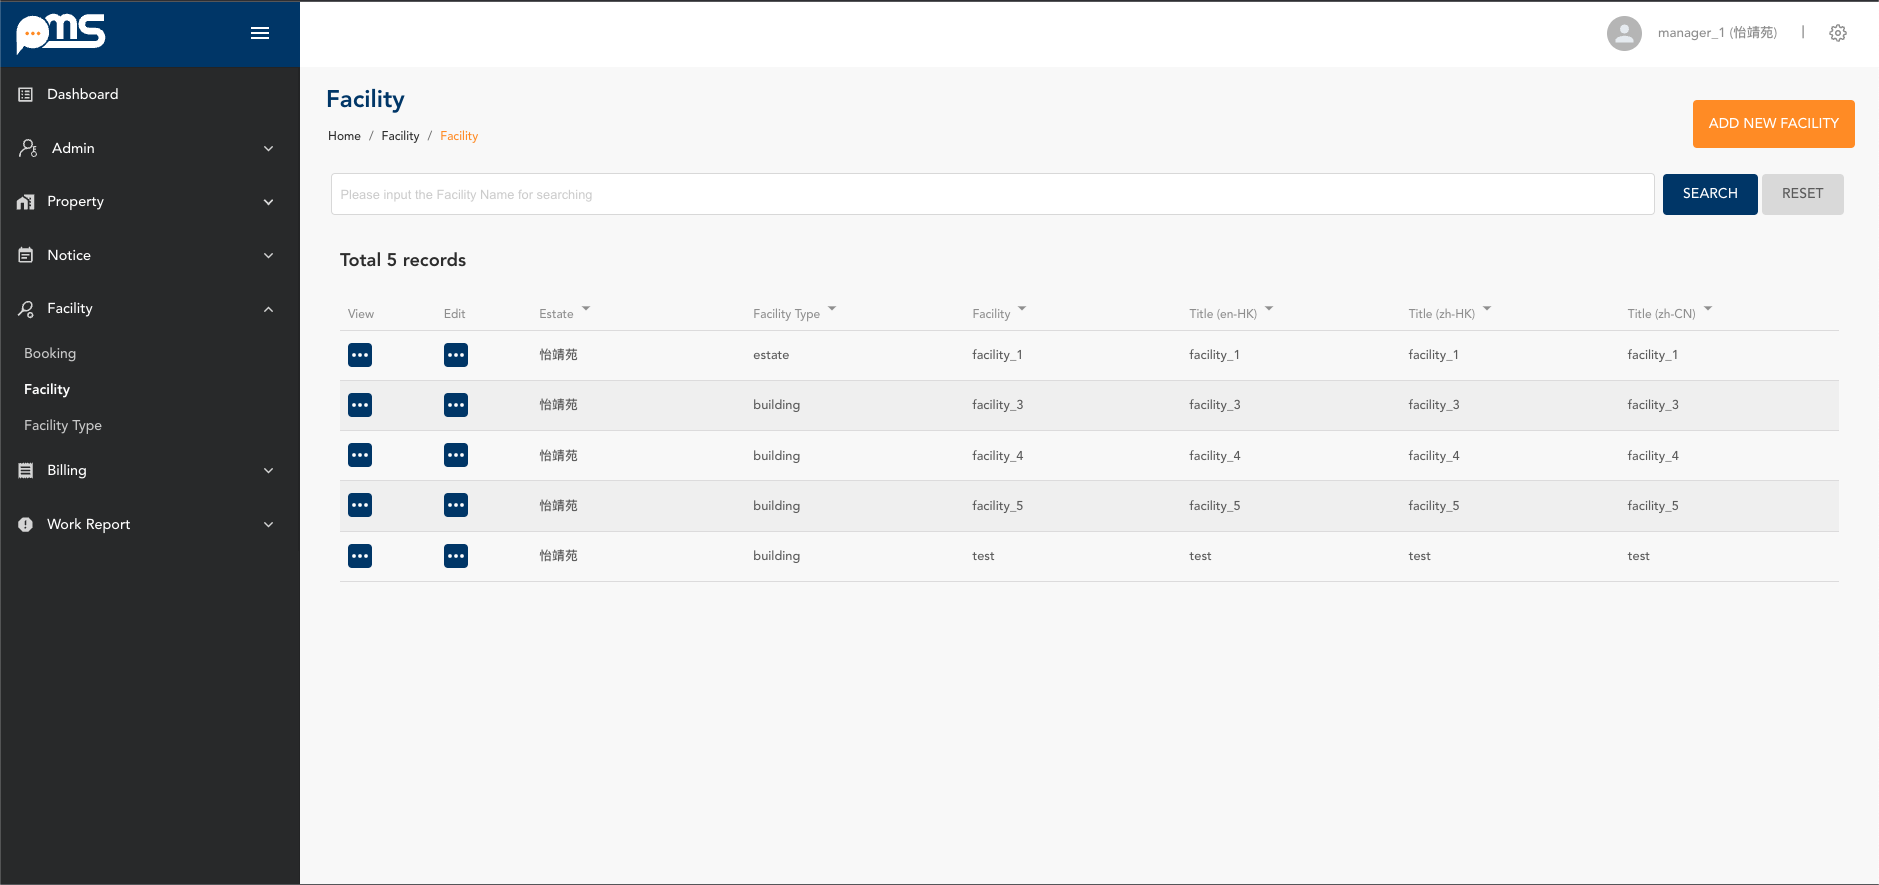 PMS
manager_1 (怡靖苑) |
Dashboard
Admin
Property
Notice
Facility
Booking
Facility
Facility Type
Billing
Work Report
Facility
Home / Facility / Facility
ADD NEW FACILITY
Please input the Facility Name for searching
SEARCH
RESET
Total 5 records
View Edit Estate Facility Type Facility Title (en-HK) Title (zh-HK) Title (zh-CN)
怡靖苑 estate facility_1 facility_1 facility_1 facility_1
怡靖苑 building facility_3 facility_3 facility_3 facility_3
怡靖苑 building facility_4 facility_4 facility_4 facility_4
怡靖苑 building facility_5 facility_5 facility_5 facility_5
怡靖苑 building test test test test